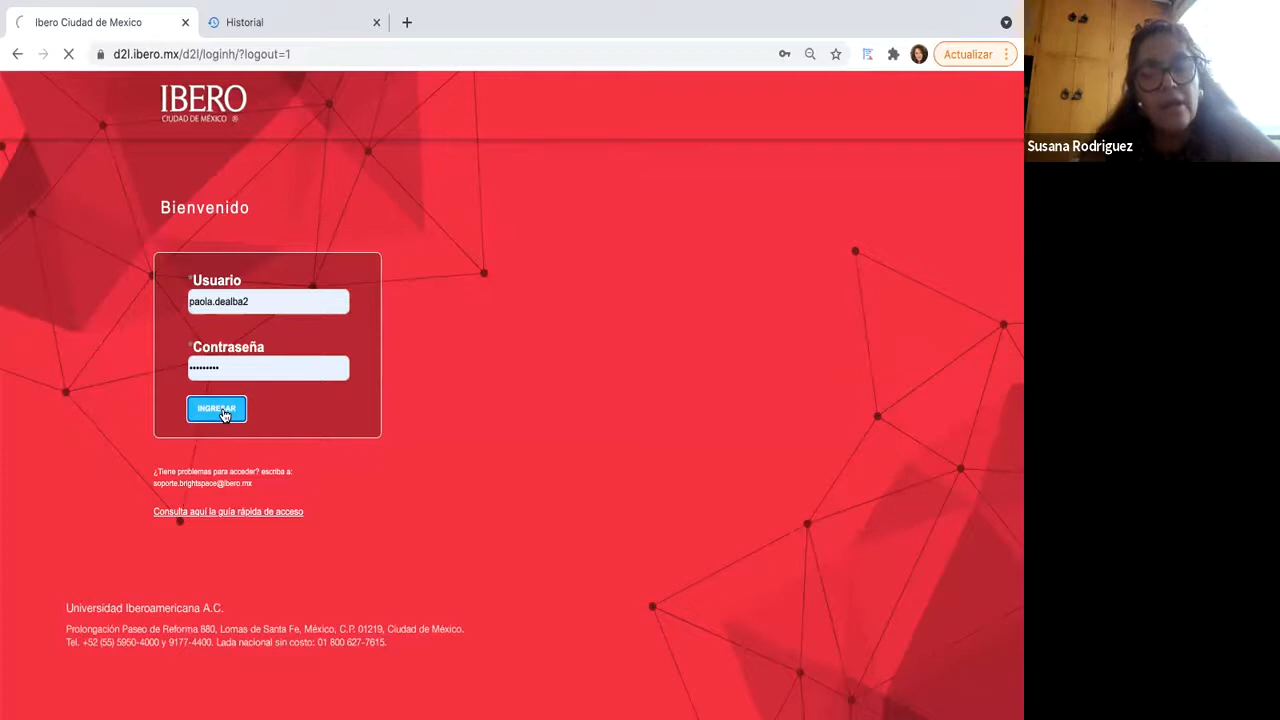 Ibero Ciudad de Mexico
Historial
d2l.ibero.mx/d2l/loginh/?logout=1
Actualizar
Susana Rodriguez
IBERO
CIUDAD DE MÉXICO ®
Bienvenido
*Usuario
paola.dealba2
*Contraseña
•••••••••
INGRESAR
¿Tiene problemas para acceder? escriba a:
soporte.brightspace@ibero.mx
Consulta aquí la guía rápida de acceso
Universidad Iberoamericana A.C.
Prolongación Paseo de Reforma 880, Lomas de Santa Fe, México, C.P. 01219, Ciudad de México.
Tel. +52 (55) 5950-4000 y 9177-4400. Lada nacional sin costo: 01 800 627-7615.